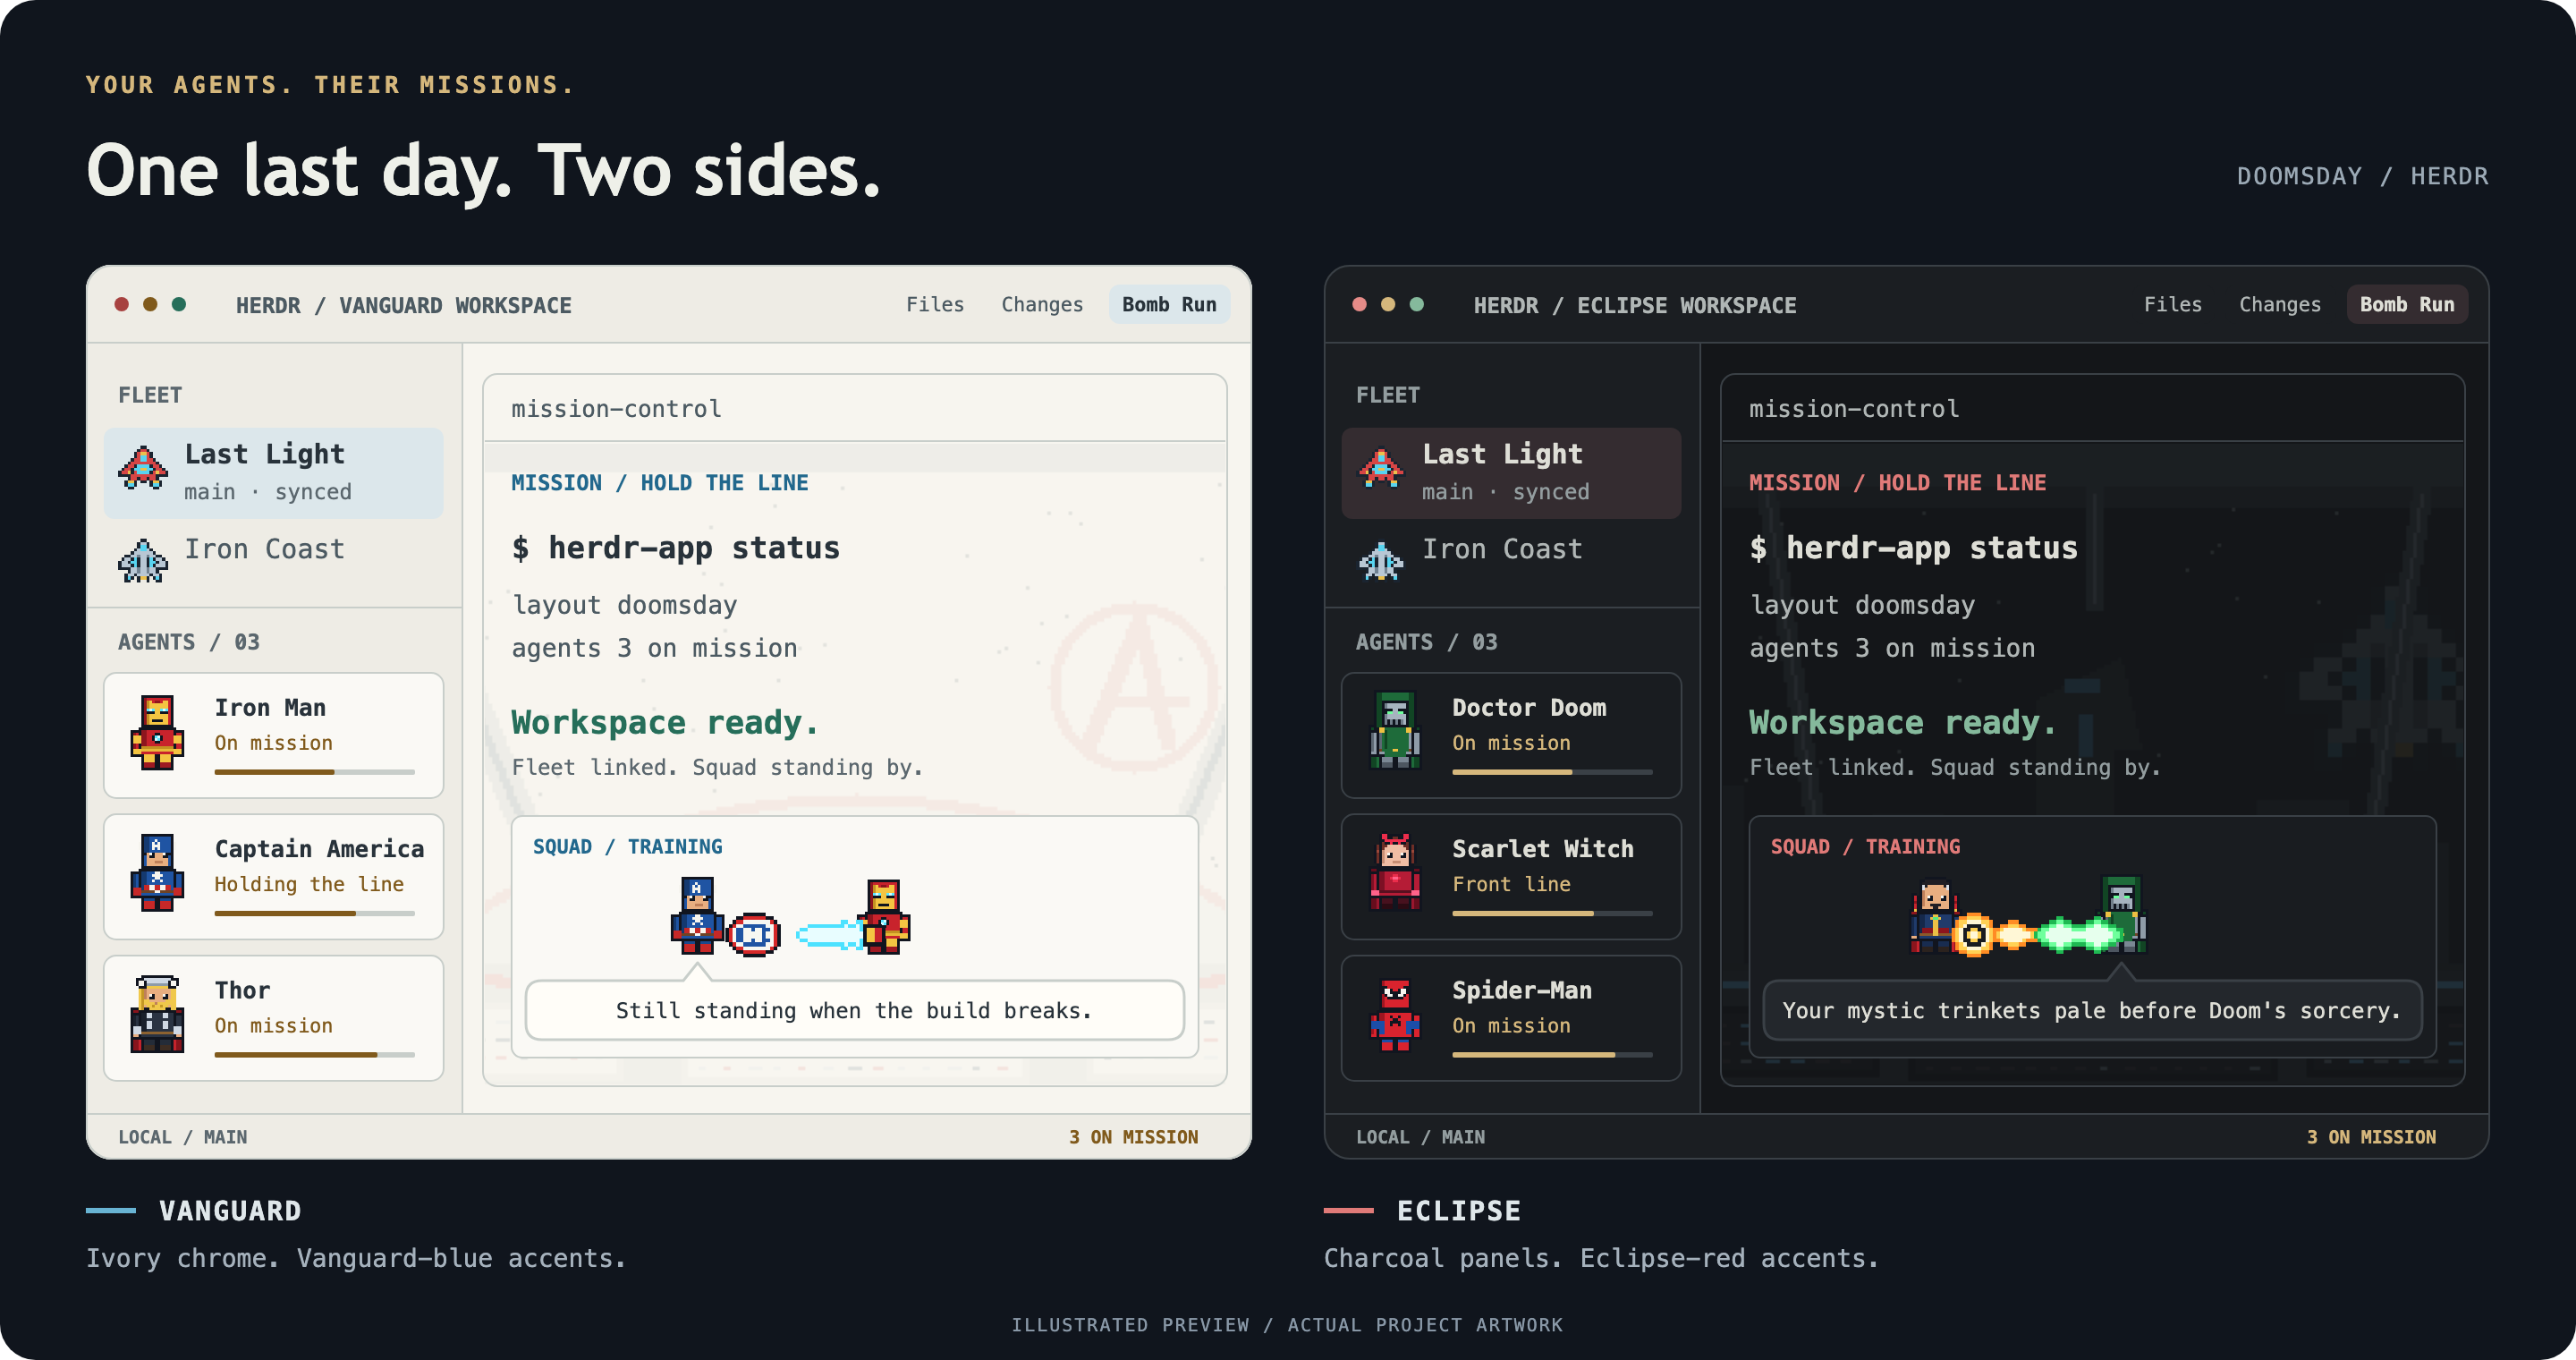 YOUR AGENTS. THEIR MISSIONS.
One last day. Two sides.
DOOMSDAY / HERDR
HERDR / VANGUARD WORKSPACE
Files
Changes
Bomb Run
FLEET
Last Light
main · synced
Iron Coast
AGENTS / 03
Iron Man
On mission
Captain America
Holding the line
Thor
On mission
mission-control
MISSION / HOLD THE LINE
$ herdr-app status
layout doomsday
agents 3 on mission
Workspace ready.
Fleet linked. Squad standing by.
SQUAD / TRAINING
Still standing when the build breaks.
LOCAL / MAIN
3 ON MISSION
VANGUARD
Ivory chrome. Vanguard-blue accents.
HERDR / ECLIPSE WORKSPACE
Files
Changes
Bomb Run
FLEET
Last Light
main · synced
Iron Coast
AGENTS / 03
Doctor Doom
On mission
Scarlet Witch
Front line
Spider-Man
On mission
mission-control
MISSION / HOLD THE LINE
$ herdr-app status
layout doomsday
agents 3 on mission
Workspace ready.
Fleet linked. Squad standing by.
SQUAD / TRAINING
Your mystic trinkets pale before Doom's sorcery.
LOCAL / MAIN
3 ON MISSION
ECLIPSE
Charcoal panels. Eclipse-red accents.
ILLUSTRATED PREVIEW / ACTUAL PROJECT ARTWORK